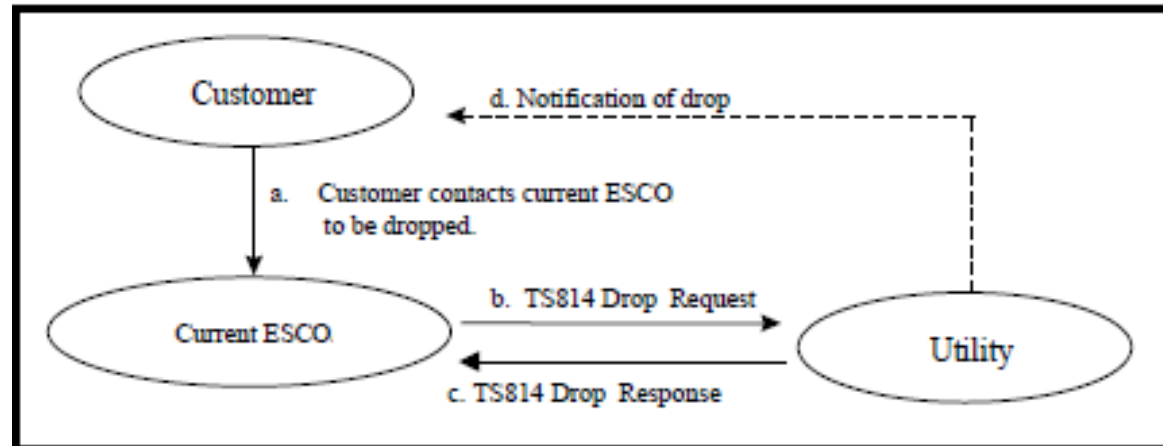 Customer
d. Notification of drop
a. Customer contacts current ESCO
to be dropped.
b. TS814 Drop Request
Current ESCO
Utility
c. TS814 Drop Response